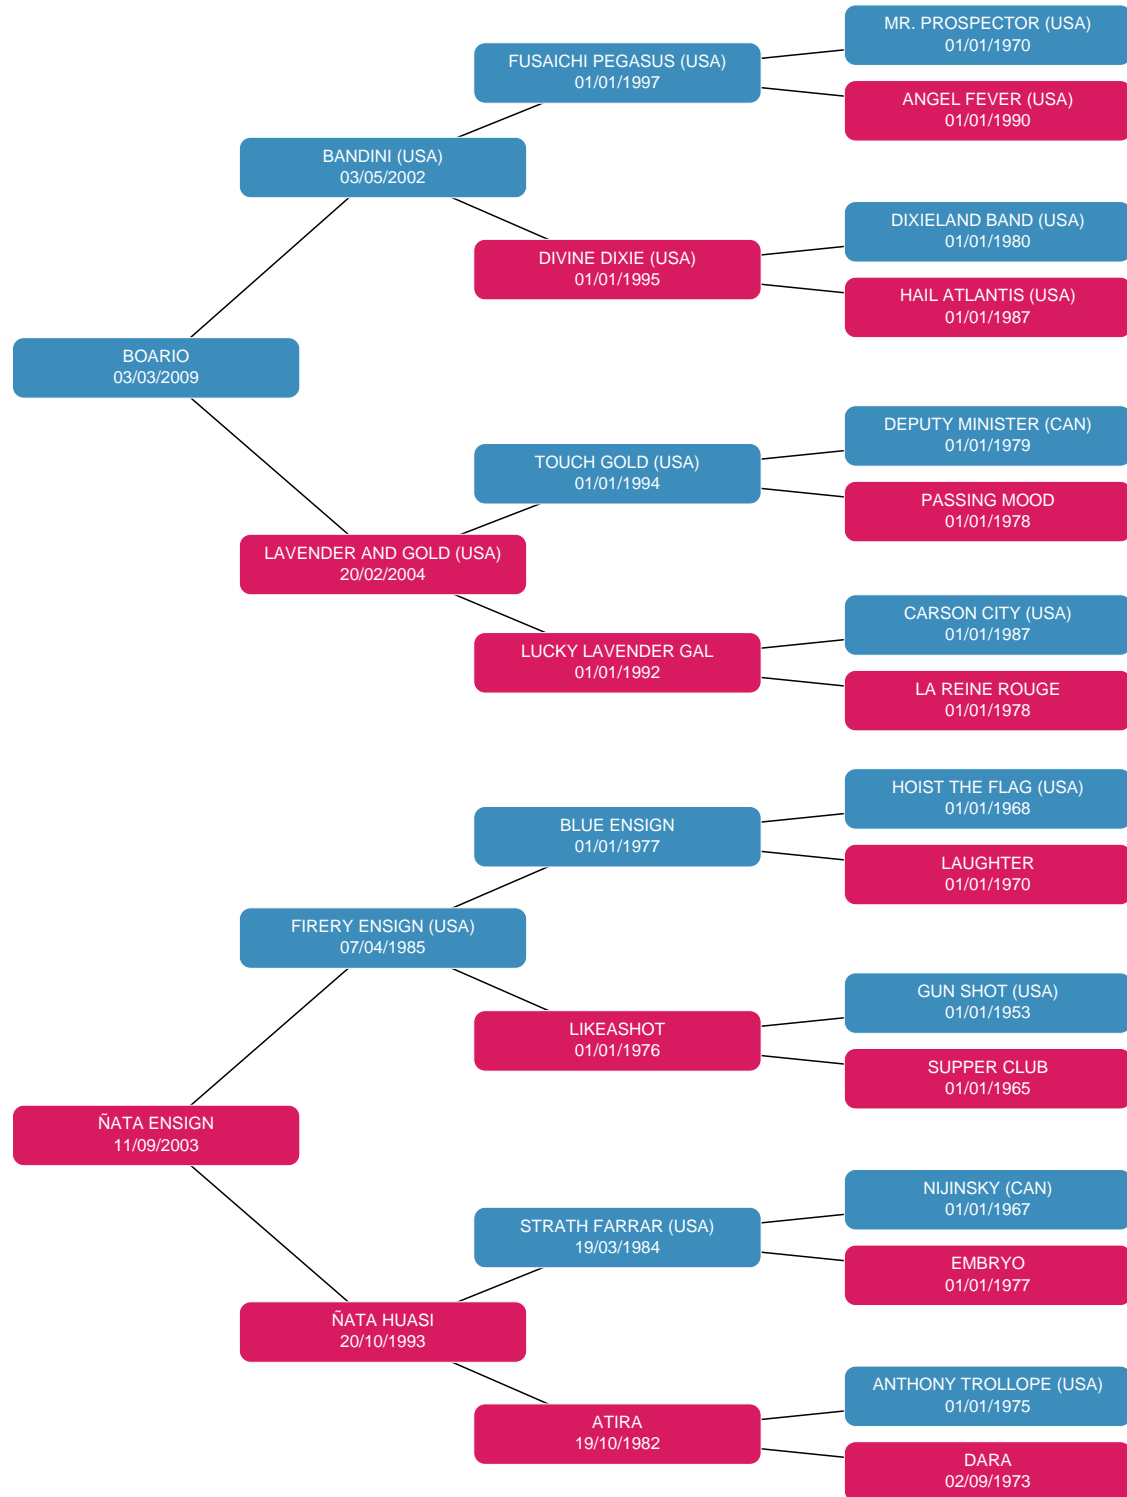 MR. PROSPECTOR (USA)
01/01/1970
FUSAICHI PEGASUS (USA)
01/01/1997
ANGEL FEVER (USA)
01/01/1990
BANDINI (USA)
03/05/2002
DIXIELAND BAND (USA)
01/01/1980
DIVINE DIXIE (USA)
01/01/1995
HAIL ATLANTIS (USA)
01/01/1987
BOARIO
03/03/2009
DEPUTY MINISTER (CAN)
01/01/1979
TOUCH GOLD (USA)
01/01/1994
PASSING MOOD
01/01/1978
LAVENDER AND GOLD (USA)
20/02/2004
CARSON CITY (USA)
01/01/1987
LUCKY LAVENDER GAL
01/01/1992
LA REINE ROUGE
01/01/1978
HOIST THE FLAG (USA)
01/01/1968
BLUE ENSIGN
01/01/1977
LAUGHTER
01/01/1970
FIRERY ENSIGN (USA)
07/04/1985
GUN SHOT (USA)
01/01/1953
LIKEASHOT
01/01/1976
SUPPER CLUB
01/01/1965
ÑATA ENSIGN
11/09/2003
NIJINSKY (CAN)
01/01/1967
STRATH FARRAR (USA)
19/03/1984
EMBRYO
01/01/1977
ÑATA HUASI
20/10/1993
ANTHONY TROLLOPE (USA)
01/01/1975
ATIRA
19/10/1982
DARA
02/09/1973